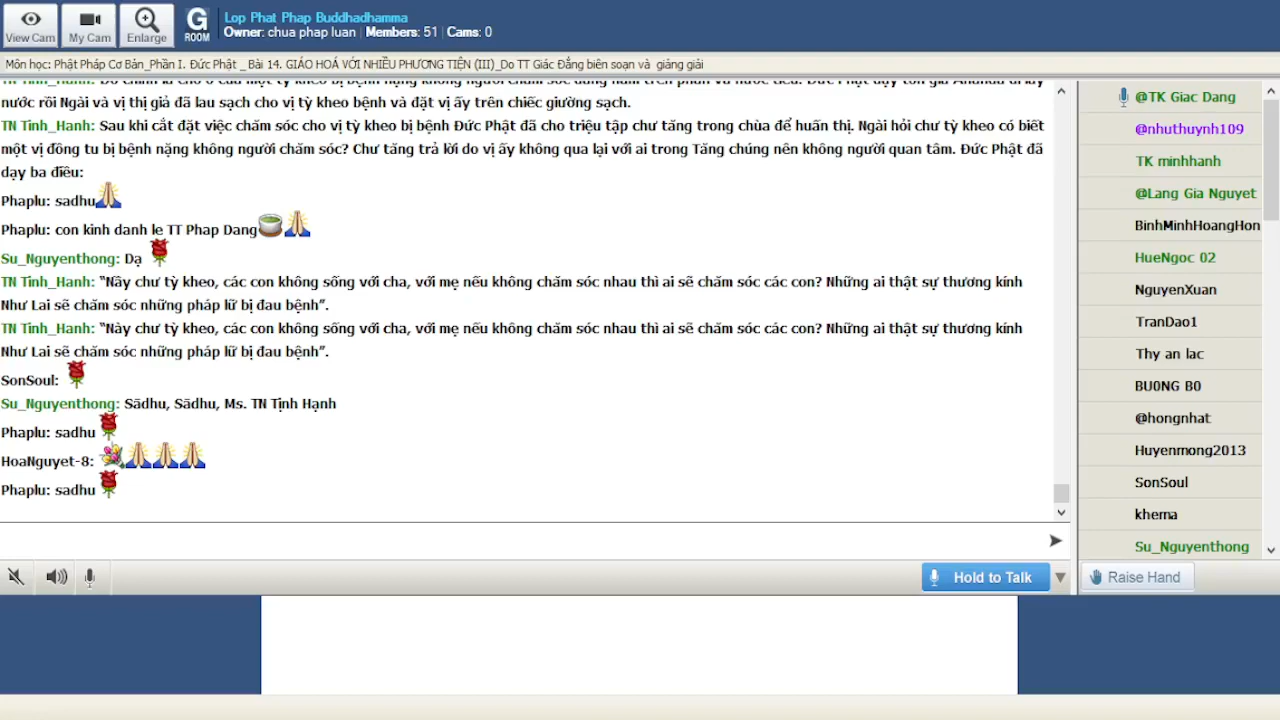 View Cam
My Cam
Enlarge
G
ROOM
Lop Phat Phap Buddhadhamma
Owner: chua phap luan | Members: 51 | Cams: 0
Môn học: Phật Pháp Cơ Bản_Phần I. Đức Phật _ Bài 14. GIÁO HOÁ VỚI NHIỀU PHƯƠNG TIỆN (III)_Do TT Giác Đẳng biên soạn và giảng giải
nước rồi Ngài và vị thị giả đã lau sạch cho vị tỳ kheo bệnh và đặt vị ấy trên chiếc giường sạch.
TN Tinh_Hanh: Sau khi cắt đặt việc chăm sóc cho vị tỳ kheo bị bệnh Đức Phật đã cho triệu tập chư tăng trong chùa để huấn thị. Ngài hỏi chư tỳ kheo có biết
một vị đồng tu bị bệnh nặng không người chăm sóc? Chư tăng trả lời do vị ấy không qua lại với ai trong Tăng chúng nên không người quan tâm. Đức Phật đã
dạy ba điều:
Phaplu: sadhu
Phaplu: con kinh danh le TT Phap Dang
Su_Nguyenthong: Dạ
TN Tinh_Hanh: “Nầy chư tỳ kheo, các con không sống với cha, với mẹ nếu không chăm sóc nhau thì ai sẽ chăm sóc các con? Những ai thật sự thương kính
Như Lai sẽ chăm sóc những pháp lữ bị đau bệnh”.
TN Tinh_Hanh: “Này chư tỳ kheo, các con không sống với cha, với mẹ nếu không chăm sóc nhau thì ai sẽ chăm sóc các con? Những ai thật sự thương kính
Như Lai sẽ chăm sóc những pháp lữ bị đau bệnh”.
SonSoul:
Su_Nguyenthong: Sādhu, Sādhu, Ms. TN Tịnh Hạnh
Phaplu: sadhu
HoaNguyet-8:
Phaplu: sadhu
Hold to Talk
@TK Giac Dang
@nhuthuynh109
TK minhhanh
@Lang Gia Nguyet
BinhMinhHoangHon
HueNgoc 02
NguyenXuan
TranDao1
Thy an lac
BU0NG B0
@hongnhat
Huyenmong2013
SonSoul
khema
Su_Nguyenthong
Raise Hand